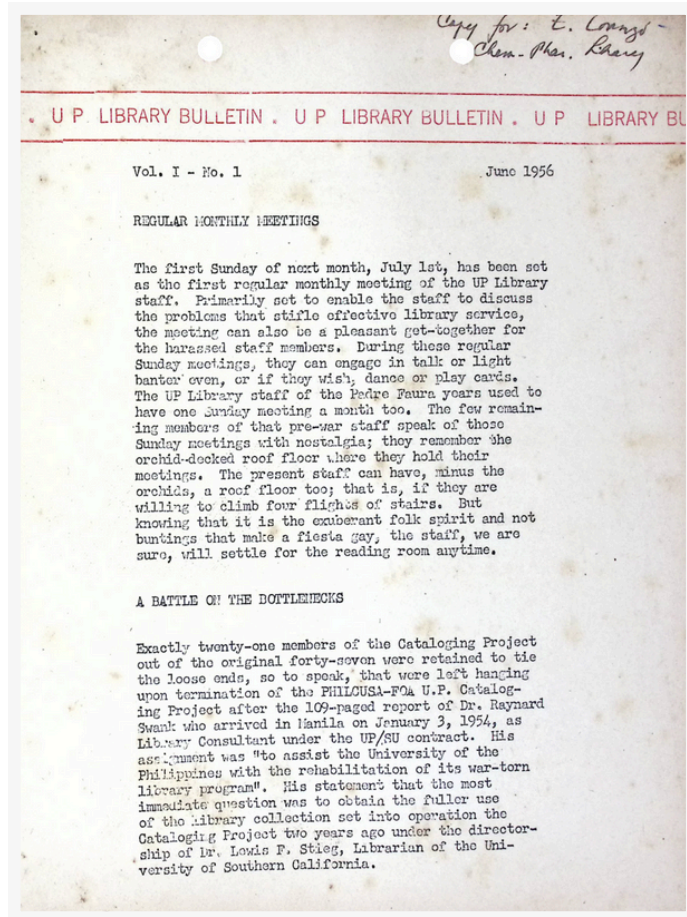 Copy for: E. Lorenzo -
Chem-Phar. Library
. U P LIBRARY BULLETIN . U P LIBRARY BULLETIN . U P LIBRARY BU
Vol. I - No. 1 June 1956
REGULAR MONTHLY MEETINGS
The first Sunday of next month, July 1st, has been set
as the first regular monthly meeting of the UP Library
staff. Primarily set to enable the staff to discuss
the problems that stifle effective library service,
the meeting can also be a pleasant get-together for
the harassed staff members. During these regular
Sunday meetings, they can engage in talk or light
banter even, or if they wish, dance or play cards.
The UP Library staff of the Padre Faura years used to
have one Sunday meeting a month too. The few remain-
ing members of that pre-war staff speak of those
Sunday meetings with nostalgia; they remember the
orchid-decked roof floor where they hold their
meetings. The present staff can have, minus the
orchids, a roof floor too; that is, if they are
willing to climb four flights of stairs. But
knowing that it is the exuberant folk spirit and not
buntings that make a fiesta gay, the staff, we are
sure, will settle for the reading room anytime.
A BATTLE ON THE BOTTLENECKS
Exactly twenty-one members of the Cataloging Project
out of the original forty-seven were retained to tie
the loose ends, so to speak, that were left hanging
upon termination of the PHILCUSA-FOA U.P. Catalog-
ing Project after the 109-paged report of Dr. Raynard
Swank who arrived in Manila on January 3, 1954, as
Library Consultant under the UP/SU contract. His
assignment was "to assist the University of the
Philippines with the rehabilitation of its war-torn
library program". His statement that the most
immediate question was to obtain the fuller use
of the library collection set into operation the
Cataloging Project two years ago under the director-
ship of Dr. Lewis F. Stieg, Librarian of the Uni-
versity of Southern California.